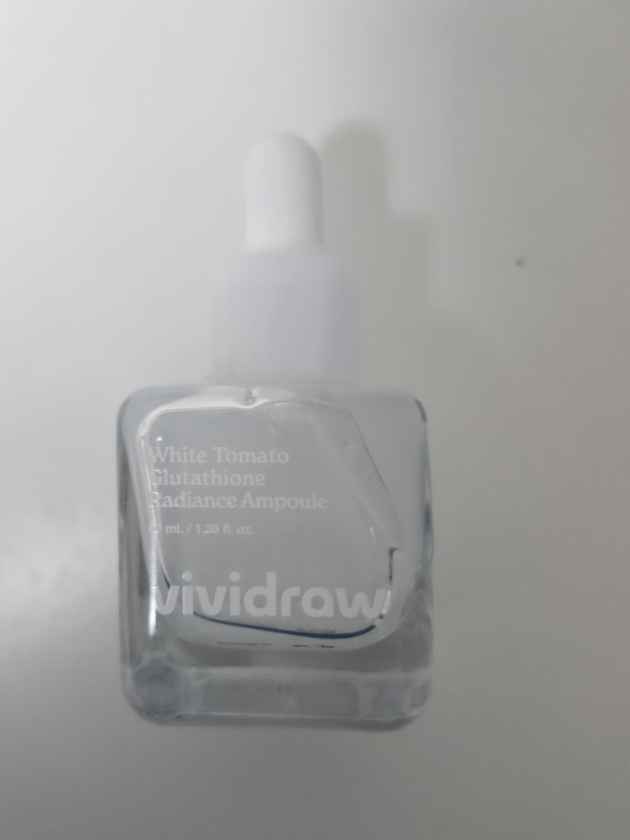 White Tomato
Glutathione
Radiance Ampoule
mL / 1.35 fl. oz.
vividraw